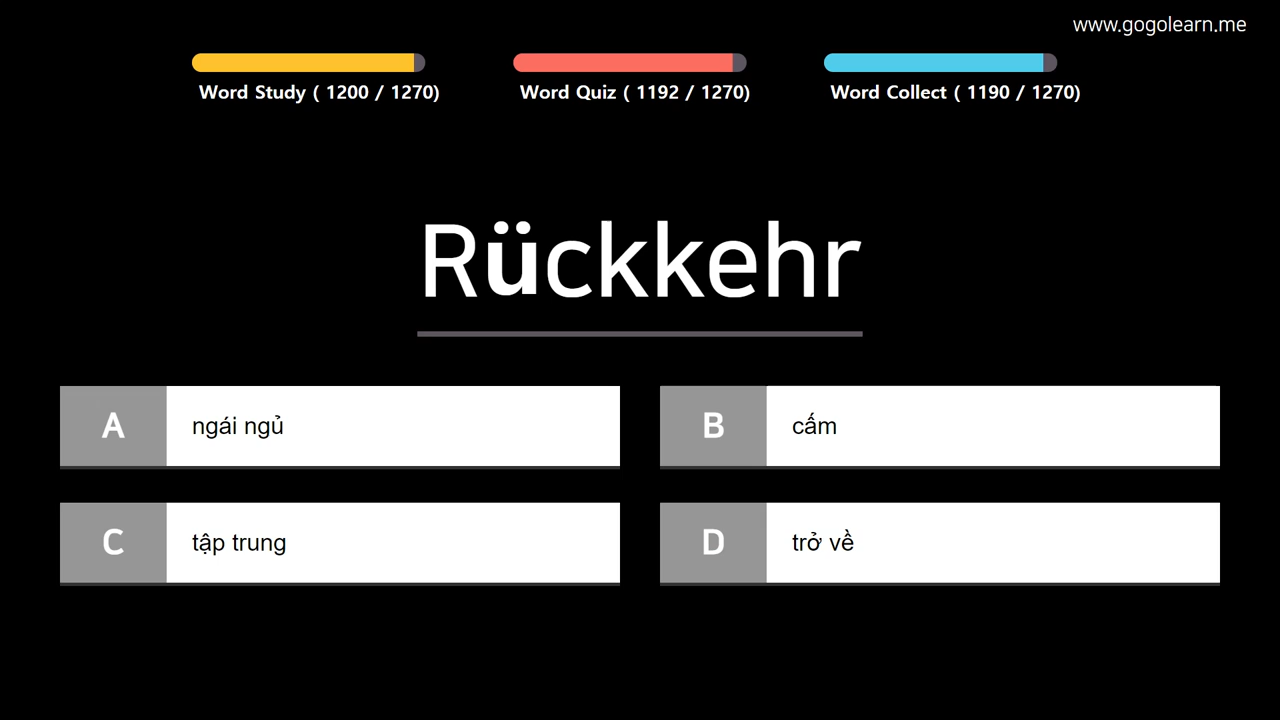 www.gogolearn.me
Word Study ( 1200 / 1270)
Word Quiz ( 1192 / 1270)
Word Collect ( 1190 / 1270)
Rückkehr
A ngái ngủ
B cấm
C tập trung
D trở về